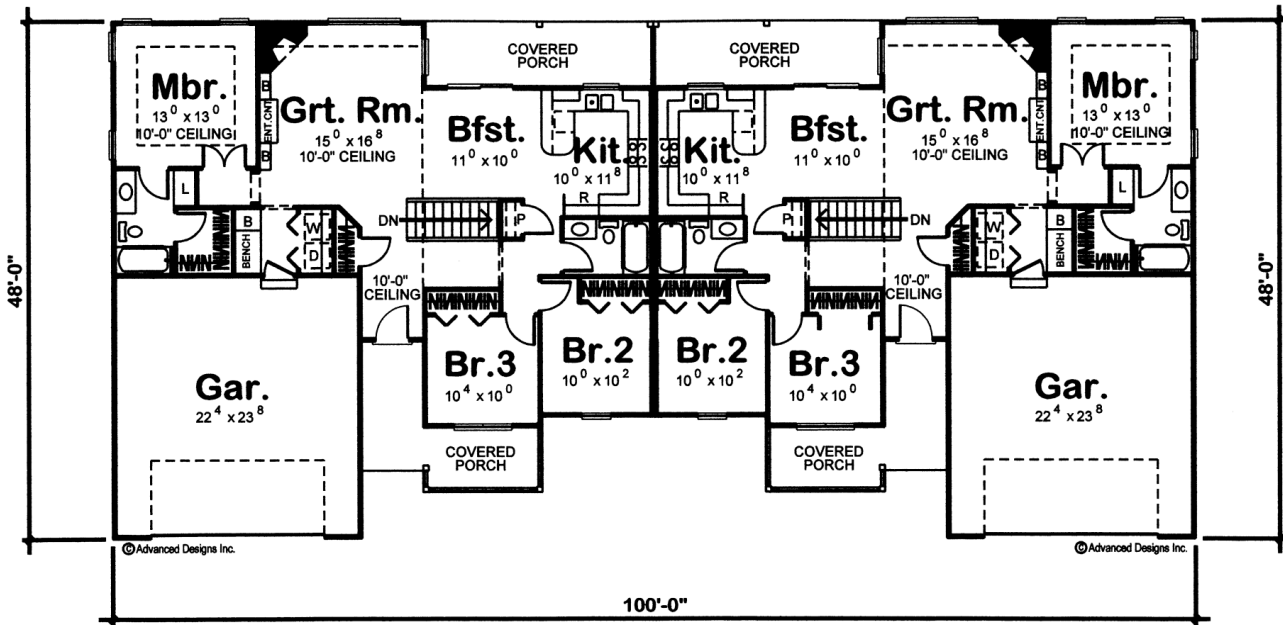 COVERED
PORCH
COVERED
PORCH
Mbr.
13⁰ x 13⁰
10'-0" CEILING
B
ENT.CNT
B
Grt. Rm.
15⁰ x 16⁸
10'-0" CEILING
Bfst.
11⁰ x 10⁰
Kit.
10⁰ x 11⁸
R
Kit.
10⁰ x 11⁸
R
Bfst.
11⁰ x 10⁰
Grt. Rm.
15⁰ x 16⁸
10'-0" CEILING
B
ENT.CNT
B
Mbr.
13⁰ x 13⁰
10'-0" CEILING
L
B
BENCH
W
D
DN
P
P
DN
W
D
B
BENCH
L
48'-0"
48'-0"
10'-0"
CEILING
10'-0"
CEILING
Gar.
22⁴ x 23⁸
Br.3
10⁴ x 10⁰
Br.2
10⁰ x 10²
Br.2
10⁰ x 10²
Br.3
10⁴ x 10⁰
Gar.
22⁴ x 23⁸
COVERED
PORCH
COVERED
PORCH
© Advanced Designs Inc.
© Advanced Designs Inc.
100'-0"